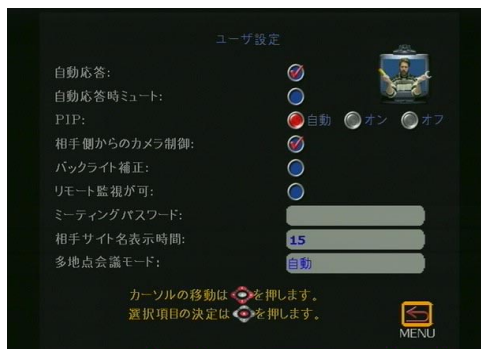 ユーザ設定
自動応答:
自動応答時ミュート:
PIP: 自動 オン オフ
相手側からのカメラ制御:
バックライト補正:
リモート監視が可:
ミーティングパスワード:
相手サイト名表示時間: 15
多地点会議モード: 自動
カーソルの移動は を押します。
選択項目の決定は を押します。
MENU